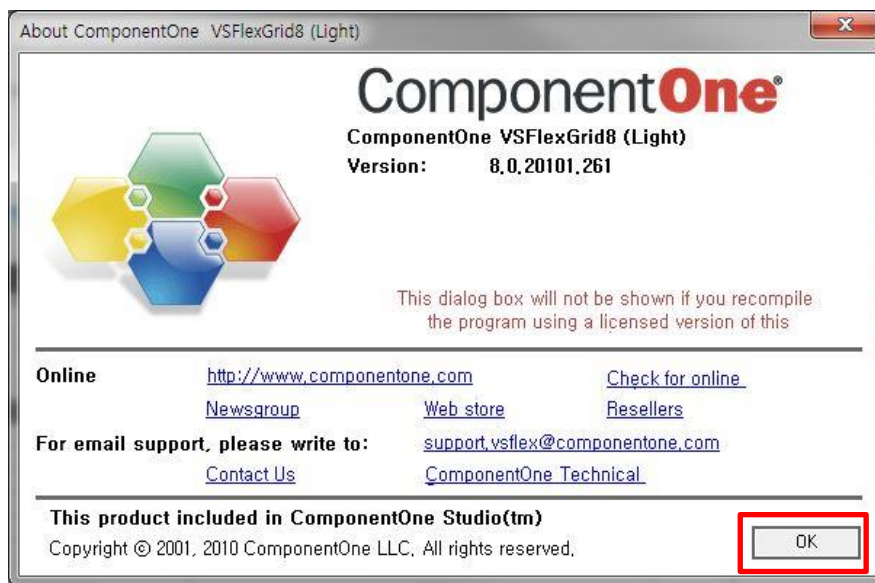 About ComponentOne VSFlexGrid8 (Light)
ComponentOne®
ComponentOne VSFlexGrid8 (Light)
Version: 8.0.20101.261
This dialog box will not be shown if you recompile
the program using a licensed version of this
Online http://www.componentone.com Check for online
Newsgroup Web store Resellers
For email support, please write to: support.vsflex@componentone.com
Contact Us ComponentOne Technical
This product included in ComponentOne Studio(tm)
Copyright © 2001, 2010 ComponentOne LLC. All rights reserved.
OK